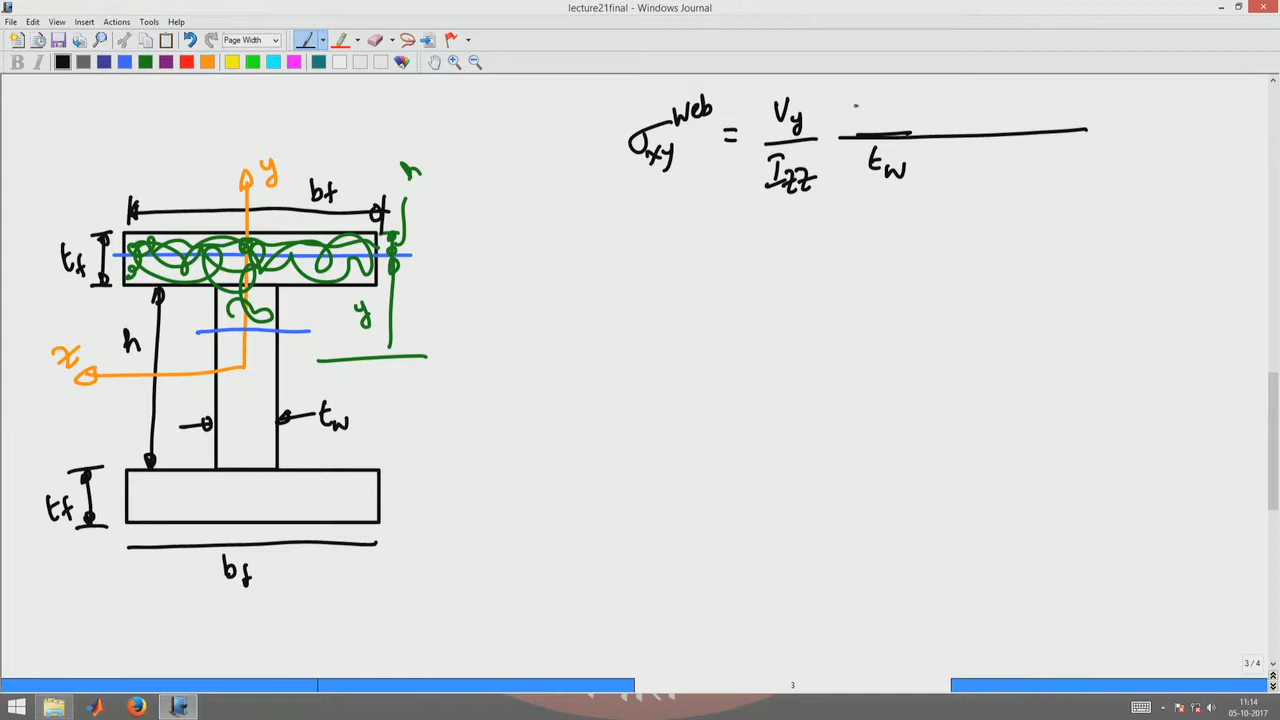 lecture21final - Windows Journal
File Edit View Insert Actions Tools Help
Page Width
B I
σxy^Web = Vy / Izz ‾ / tw
y
h
bf
tf
y
h
z
tw
tf
bf
3 / 4
3
11:14
05-10-2017